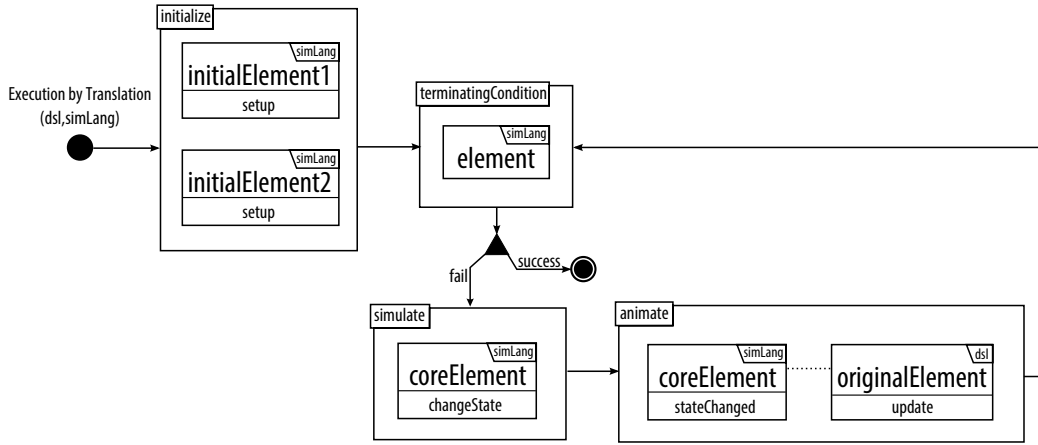 initialize
simLang
initialElement1
setup
Execution by Translation
(dsl,simLang)
simLang
initialElement2
setup
terminatingCondition
simLang
element
fail
success
simulate
simLang
coreElement
changeState
animate
simLang
coreElement
stateChanged
dsl
originalElement
update